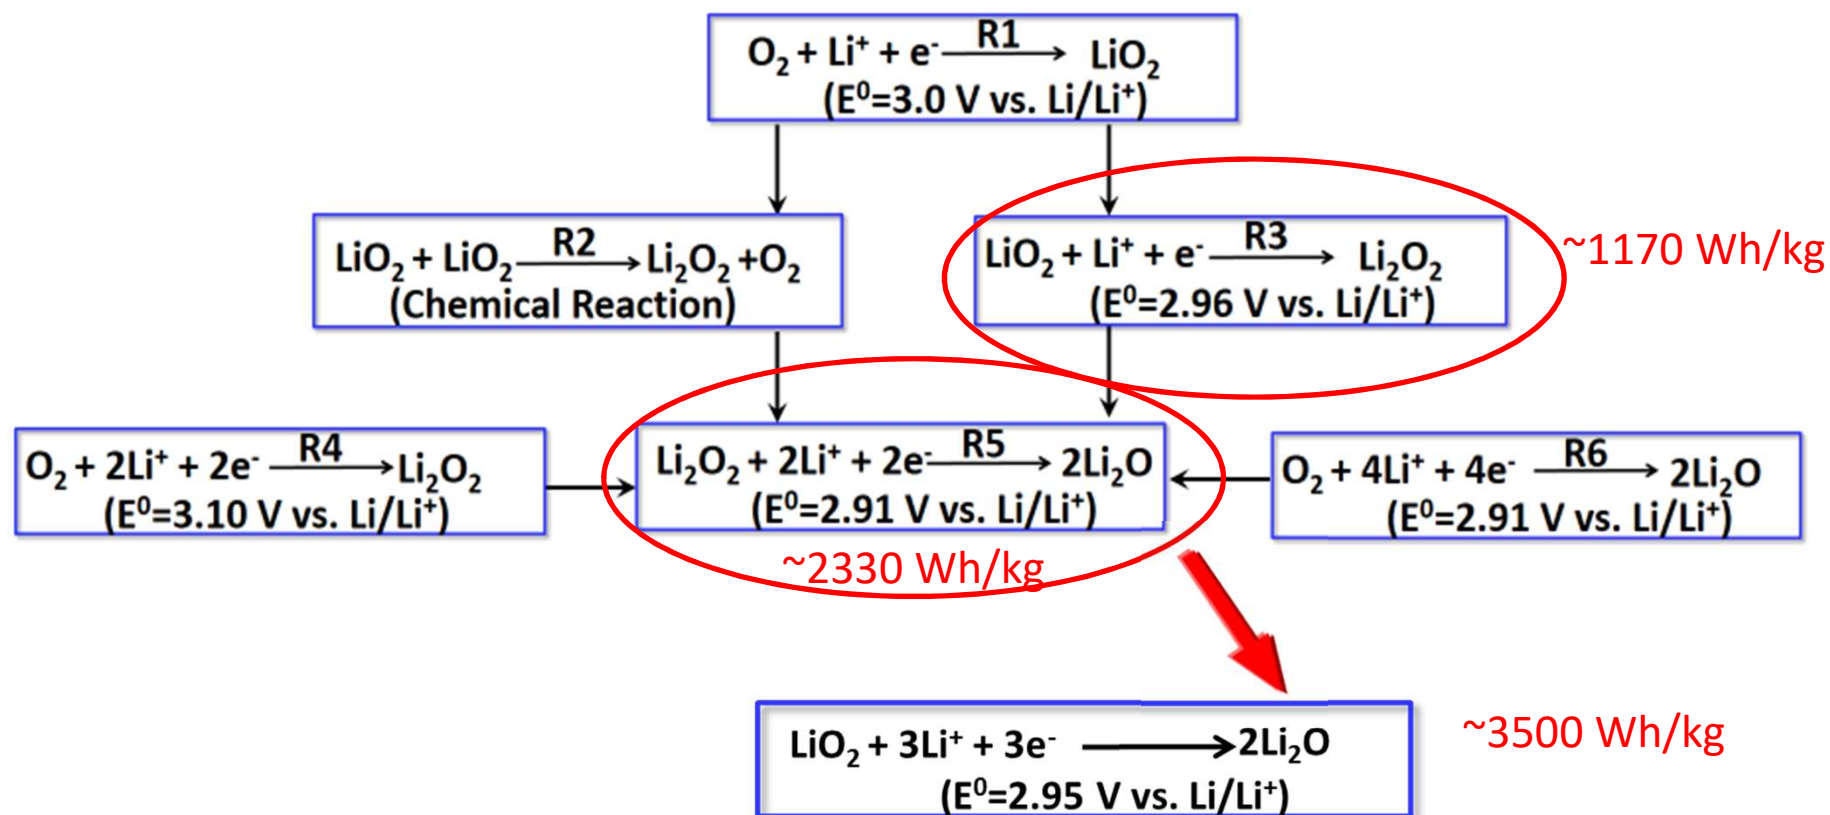 O₂ + Li⁺ + e⁻ R1 → LiO₂
(E⁰=3.0 V vs. Li/Li⁺)
LiO₂ + LiO₂ R2 → Li₂O₂ +O₂
(Chemical Reaction)
LiO₂ + Li⁺ + e⁻ R3 → Li₂O₂
(E⁰=2.96 V vs. Li/Li⁺)
~1170 Wh/kg
O₂ + 2Li⁺ + 2e⁻ R4 → Li₂O₂
(E⁰=3.10 V vs. Li/Li⁺)
Li₂O₂ + 2Li⁺ + 2e⁻ R5 → 2Li₂O
(E⁰=2.91 V vs. Li/Li⁺)
~2330 Wh/kg
O₂ + 4Li⁺ + 4e⁻ R6 → 2Li₂O
(E⁰=2.91 V vs. Li/Li⁺)
LiO₂ + 3Li⁺ + 3e⁻ → 2Li₂O
(E⁰=2.95 V vs. Li/Li⁺)
~3500 Wh/kg